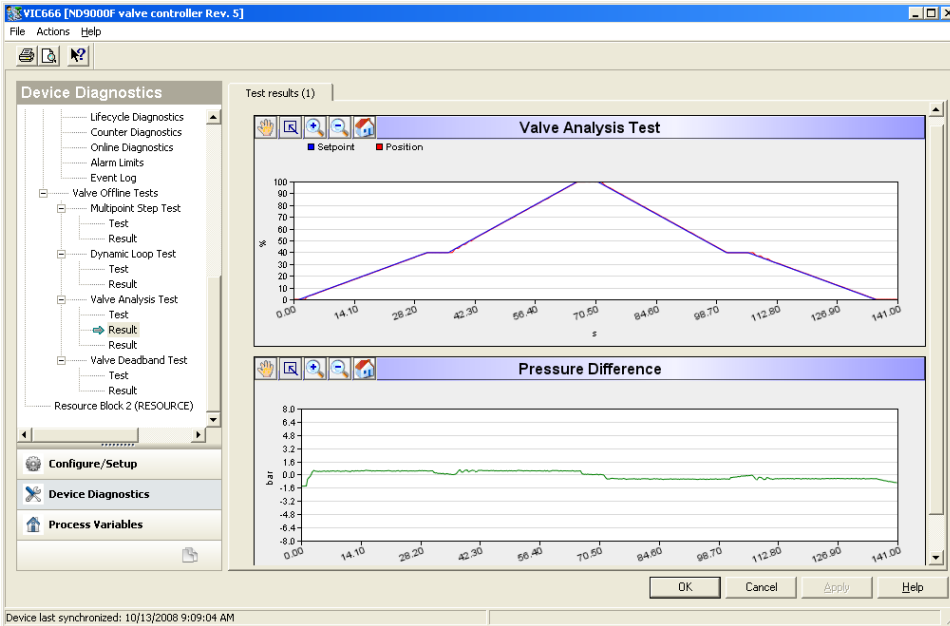 VIC666 [ND9000F valve controller Rev. 5]
File Actions Help
Device Diagnostics
Lifecycle Diagnostics
Counter Diagnostics
Online Diagnostics
Alarm Limits
Event Log
Valve Offline Tests
Multipoint Step Test
Test
Result
Dynamic Loop Test
Test
Result
Valve Analysis Test
Test
Result
Result
Valve Deadband Test
Test
Result
Resource Block 2 (RESOURCE)
Configure/Setup
Device Diagnostics
Process Variables
Test results (1)
Valve Analysis Test
Setpoint Position
100
90
80
70
60
50
40
30
20
10
0
%
0.00 14.10 28.20 42.30 56.40 70.50 84.60 98.70 112.80 126.90 141.00
s
Pressure Difference
8.0
6.4
4.8
3.2
1.6
0.0
-1.6
-3.2
-4.8
-6.4
-8.0
bar
0.00 14.10 28.20 42.30 56.40 70.50 84.60 98.70 112.80 126.90 141.00
OK Cancel Apply Help
Device last synchronized: 10/13/2008 9:09:04 AM